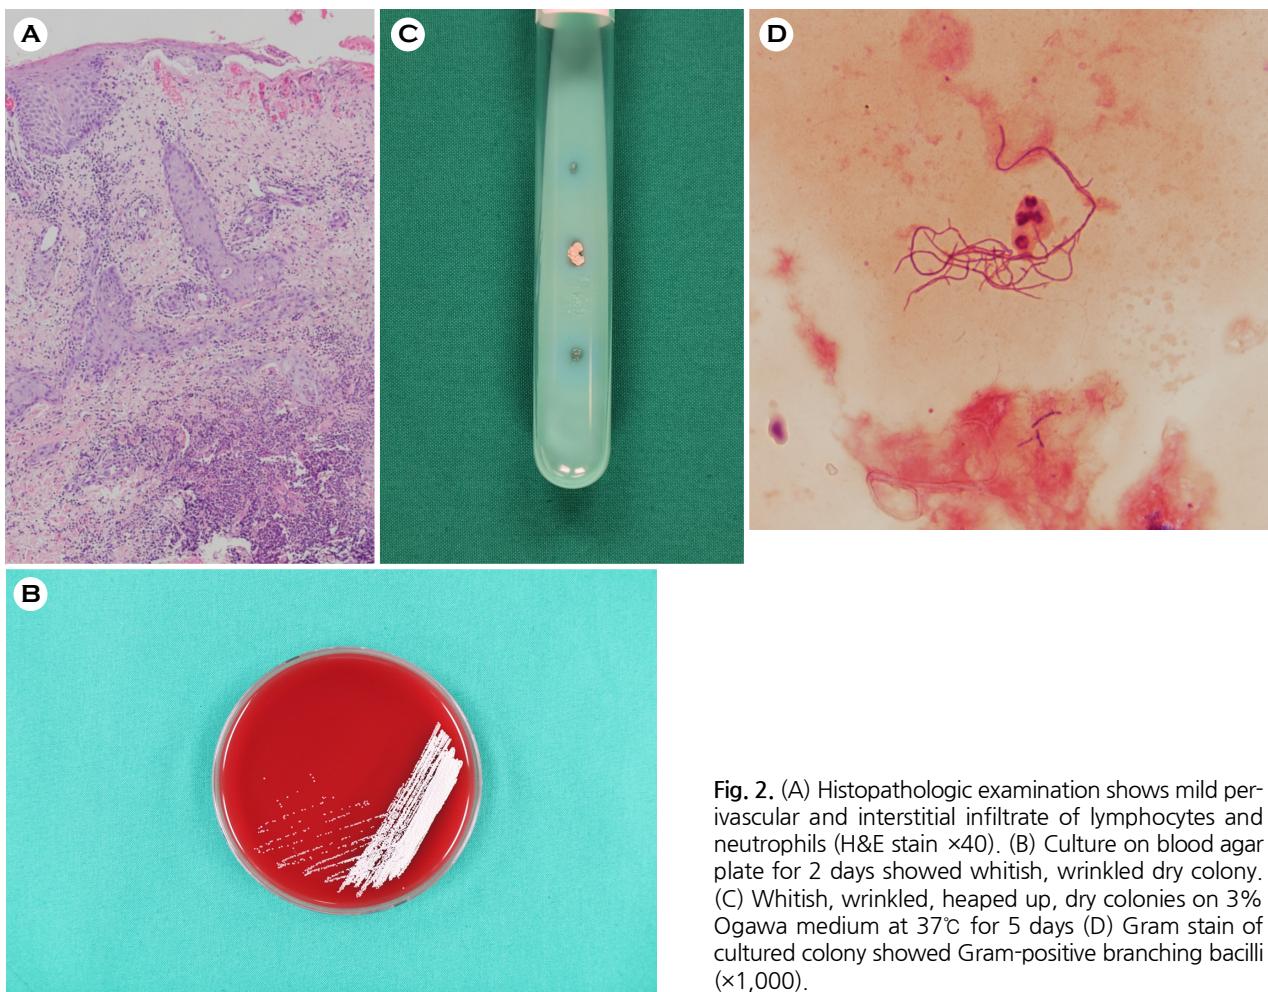 A
C
D
B
Fig. 2. (A) Histopathologic examination shows mild per-
ivascular and interstitial infiltrate of lymphocytes and
neutrophils (H&E stain ×40). (B) Culture on blood agar
plate for 2 days showed whitish, wrinkled dry colony.
(C) Whitish, wrinkled, heaped up, dry colonies on 3%
Ogawa medium at 37℃ for 5 days (D) Gram stain of
cultured colony showed Gram-positive branching bacilli
(×1,000).